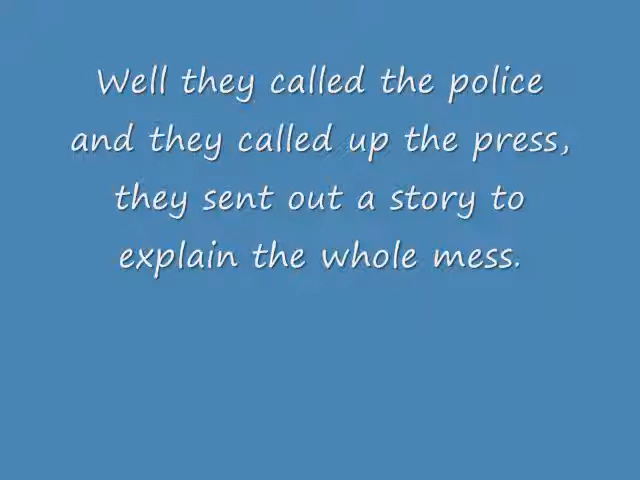 Well they called the police
and they called up the press,
they sent out a story to
explain the whole mess.